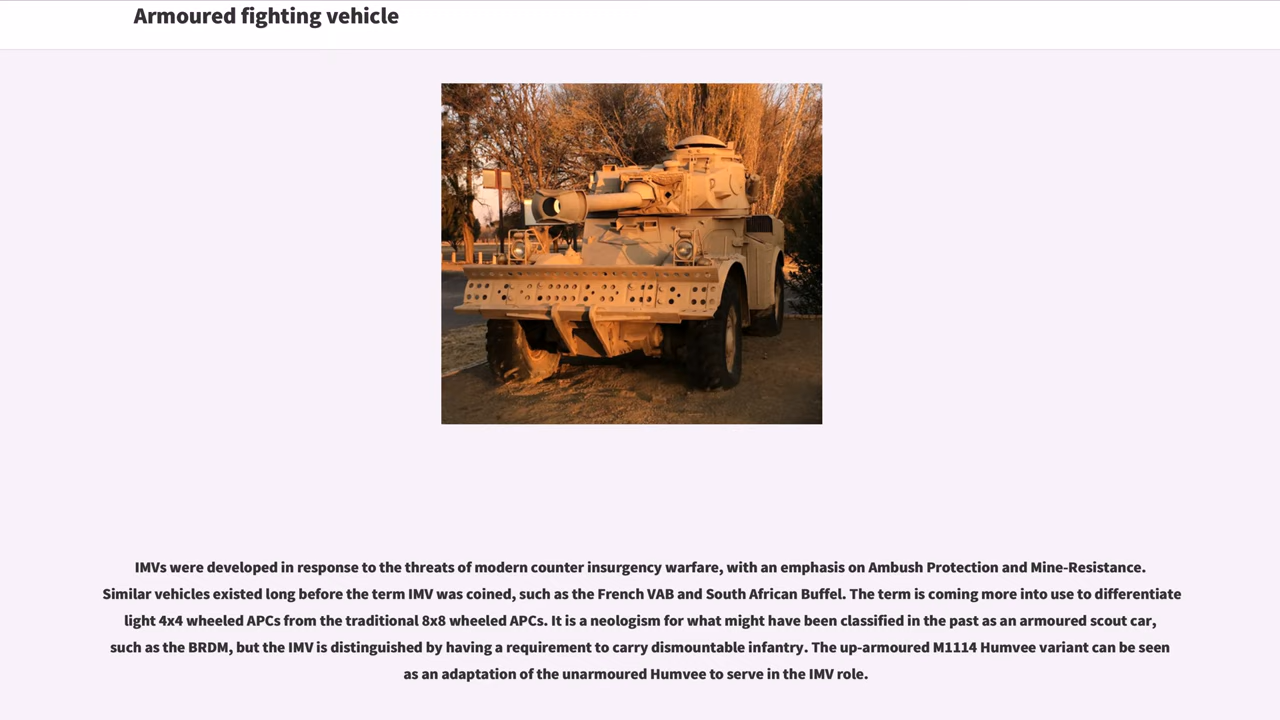 Armoured fighting vehicle
IMVs were developed in response to the threats of modern counter insurgency warfare, with an emphasis on Ambush Protection and Mine-Resistance.
Similar vehicles existed long before the term IMV was coined, such as the French VAB and South African Buffel. The term is coming more into use to differentiate
light 4x4 wheeled APCs from the traditional 8x8 wheeled APCs. It is a neologism for what might have been classified in the past as an armoured scout car,
such as the BRDM, but the IMV is distinguished by having a requirement to carry dismountable infantry. The up-armoured M1114 Humvee variant can be seen
as an adaptation of the unarmoured Humvee to serve in the IMV role.